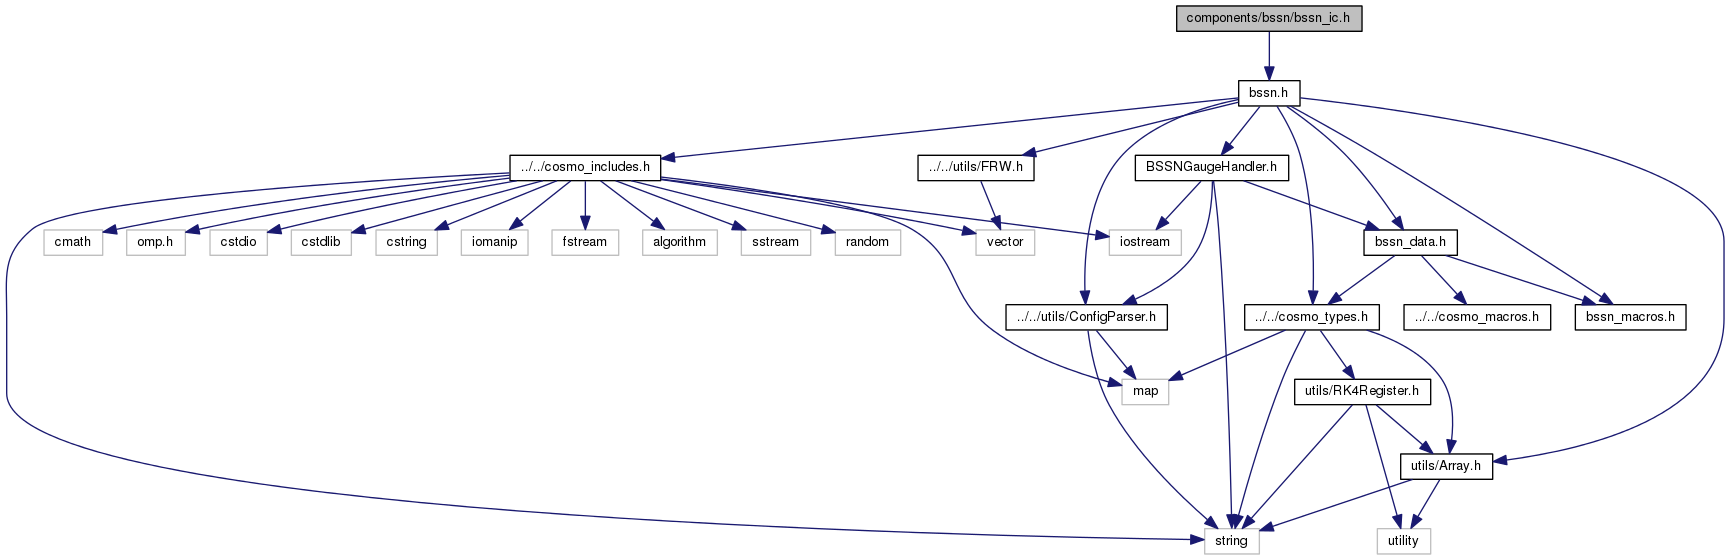 components/bssn/bssn_ic.h
bssn.h
../../cosmo_includes.h
../../utils/FRW.h
BSSNGaugeHandler.h
cmath
omp.h
cstdio
cstdlib
cstring
iomanip
fstream
algorithm
sstream
random
vector
iostream
bssn_data.h
../../utils/ConfigParser.h
../../cosmo_types.h
../../cosmo_macros.h
bssn_macros.h
map
utils/RK4Register.h
utils/Array.h
string
utility